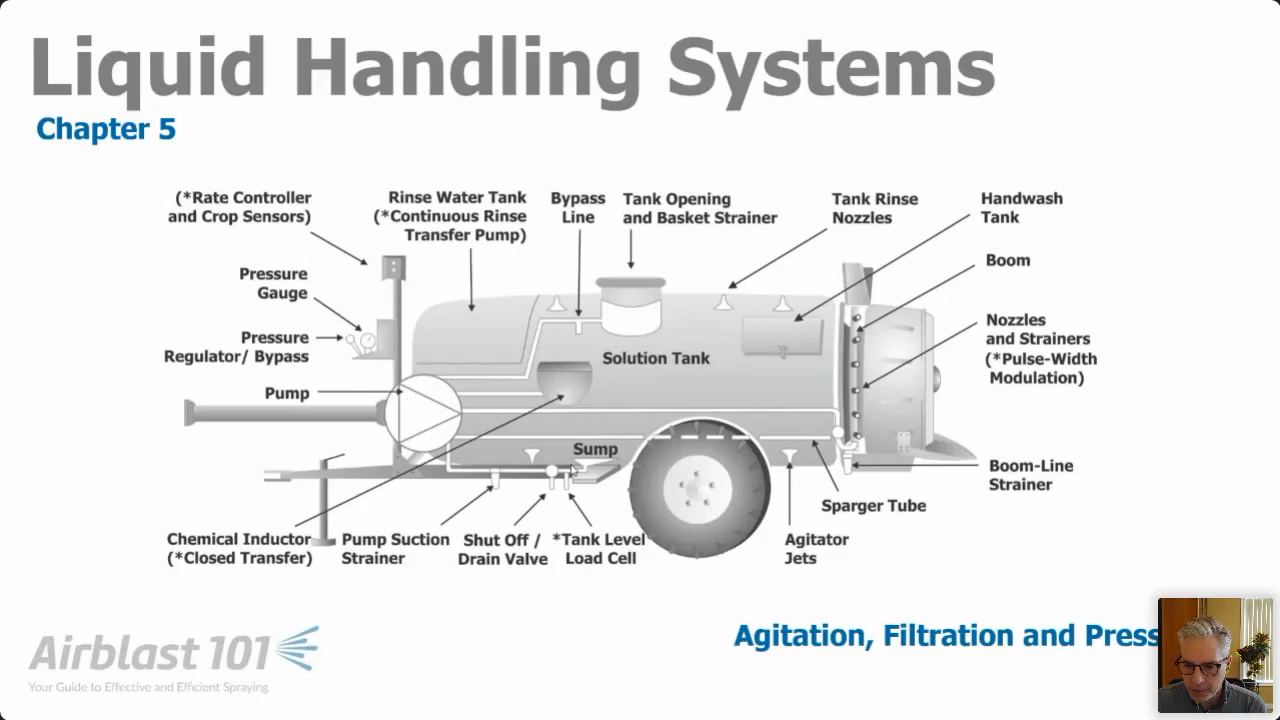 Liquid Handling Systems
Chapter 5
(*Rate Controller
and Crop Sensors)
Rinse Water Tank
(*Continuous Rinse
Transfer Pump)
Bypass
Line
Tank Opening
and Basket Strainer
Tank Rinse
Nozzles
Handwash
Tank
Boom
Pressure
Gauge
Nozzles
and Strainers
(*Pulse-Width
Modulation)
Pressure
Regulator/ Bypass
Solution Tank
Pump
Sump
Boom-Line
Strainer
Sparger Tube
Chemical Inductor
(*Closed Transfer)
Pump Suction
Strainer
Shut Off /
Drain Valve
*Tank Level
Load Cell
Agitator
Jets
Airblast 101
Your Guide to Effective and Efficient Spraying
Agitation, Filtration and Press